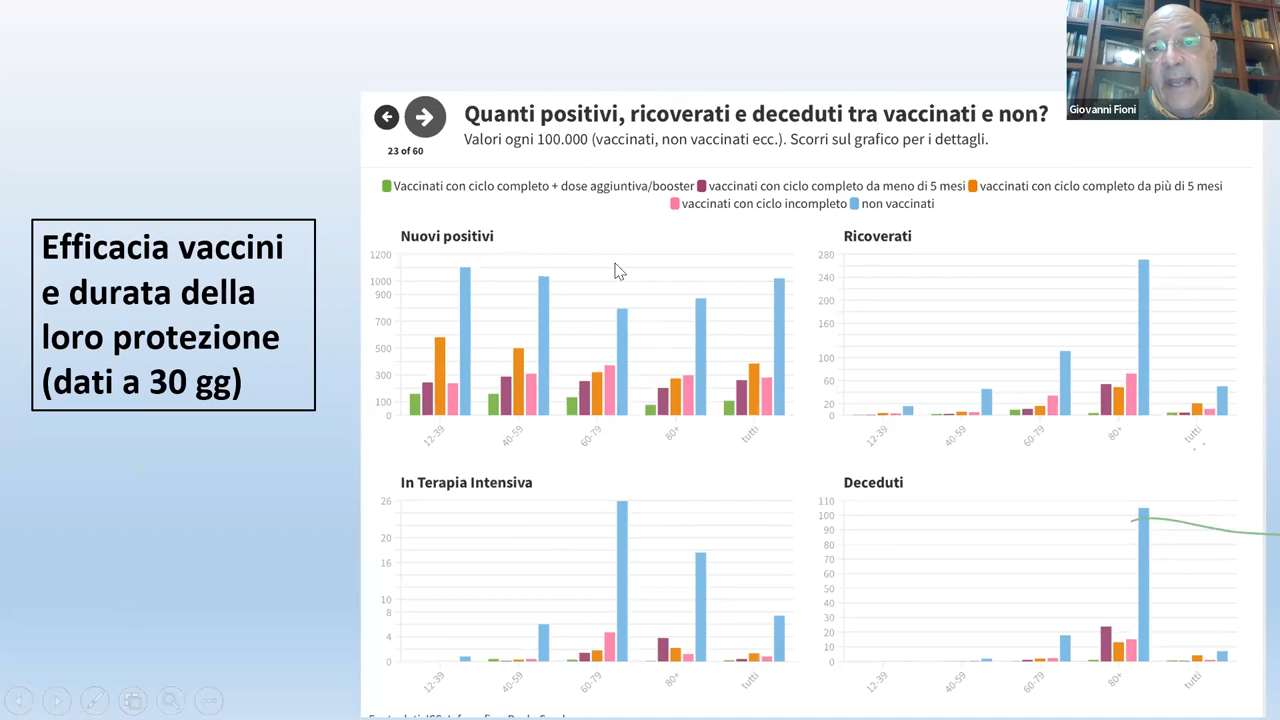 Giovanni Fioni
Quanti positivi, ricoverati e deceduti tra vaccinati e non?
Valori ogni 100.000 (vaccinati, non vaccinati ecc.). Scorri sul grafico per i dettagli.
23 of 60
Vaccinati con ciclo completo + dose aggiuntiva/booster vaccinati con ciclo completo da meno di 5 mesi vaccinati con ciclo completo da più di 5 mesi
vaccinati con ciclo incompleto non vaccinati
Efficacia vaccini
e durata della
loro protezione
(dati a 30 gg)
Nuovi positivi
1200
1000
900
700
500
300
100
0
12-39 40-59 60-79 80+ tutti
Ricoverati
280
240
200
160
100
60
20
0
12-39 40-59 60-79 80+ tutti
In Terapia Intensiva
26
20
16
10
8
4
0
12-39 40-59 60-79 80+ tutti
Deceduti
110
100
90
80
70
60
50
40
30
20
10
0
12-39 40-59 60-79 80+ tutti